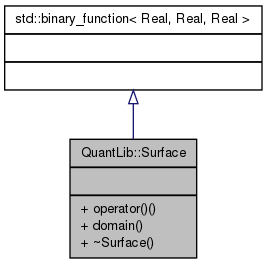 std::binary_function< Real, Real, Real >
QuantLib::Surface
+ operator()()
+ domain()
+ ~Surface()